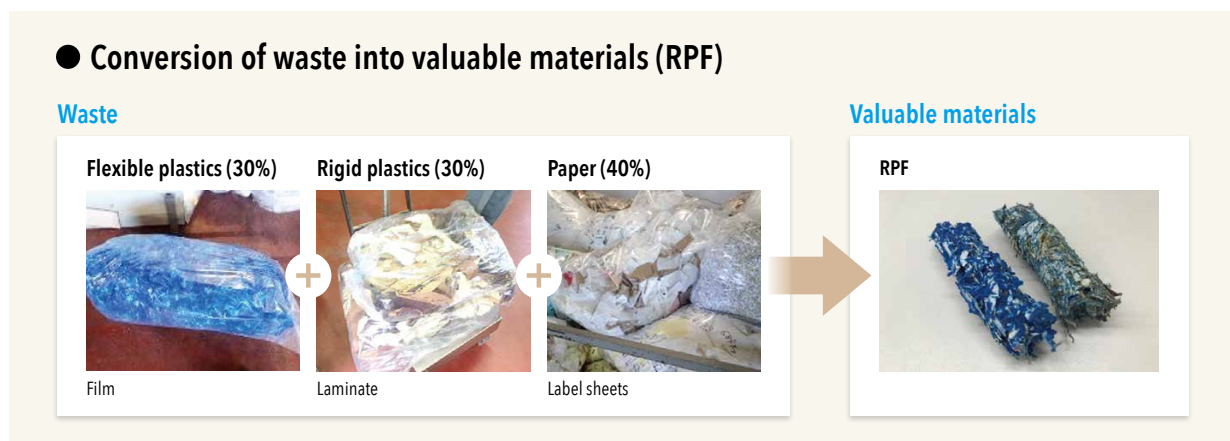 ● Conversion of waste into valuable materials (RPF)
Waste
Flexible plastics (30%)
Rigid plastics (30%)
Paper (40%)
Film
Laminate
Label sheets
Valuable materials
RPF